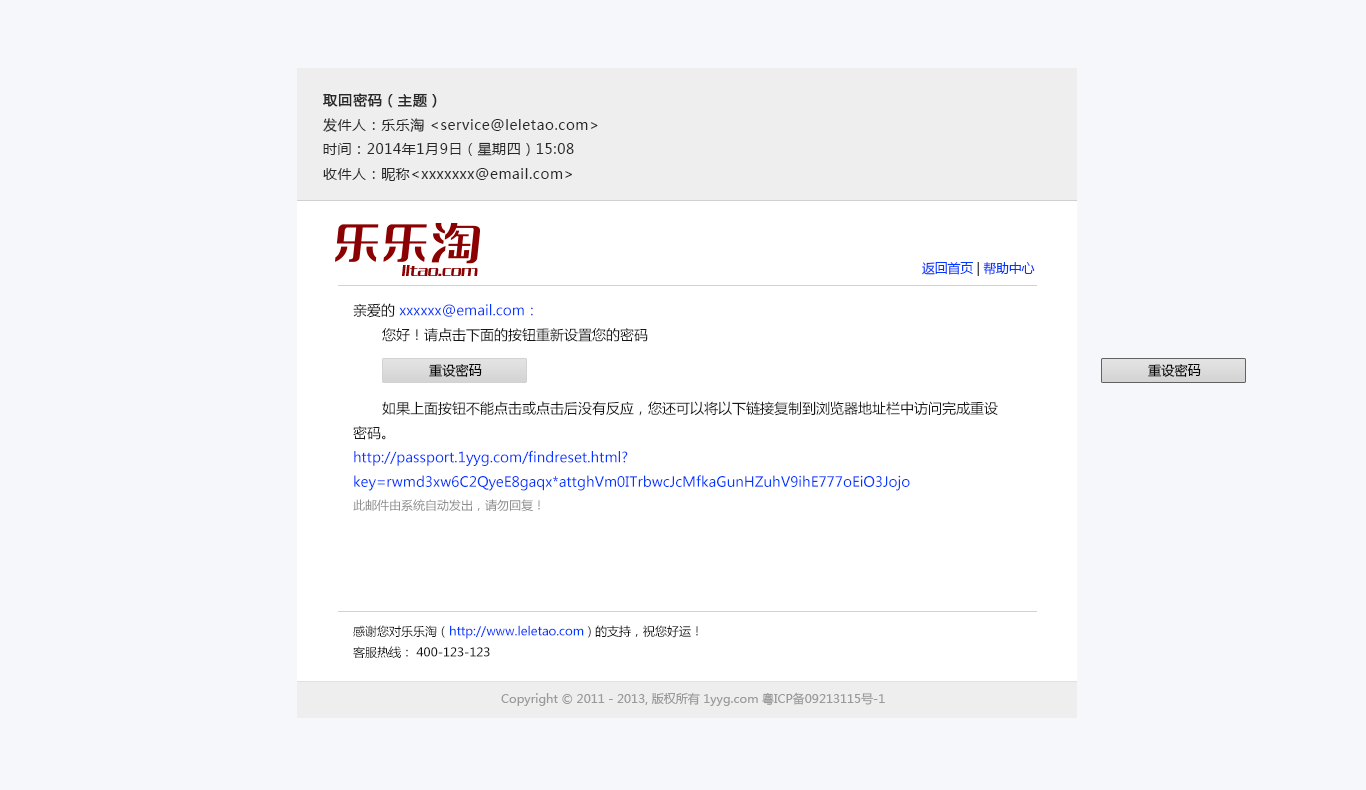 取回密码（主题）
发件人：乐乐淘 <service@leletao.com>
时间：2014年1月9日（星期四）15:08
收件人：昵称<xxxxxxx@email.com>
乐乐淘
lltao.com
返回首页 | 帮助中心
亲爱的 xxxxxx@email.com：
您好！请点击下面的按钮重新设置您的密码
重设密码
重设密码
如果上面按钮不能点击或点击后没有反应，您还可以将以下链接复制到浏览器地址栏中访问完成重设
密码。
http://passport.1yyg.com/findreset.html?
key=rwmd3xw6C2QyeE8gaqx*attghVm0ITrbwcJcMfkaGunHZuhV9ihE777oEiO3Jojo
此邮件由系统自动发出，请勿回复！
感谢您对乐乐淘（http://www.leletao.com）的支持，祝您好运！
客服热线： 400-123-123
Copyright © 2011 - 2013, 版权所有 1yyg.com 粤ICP备09213115号-1